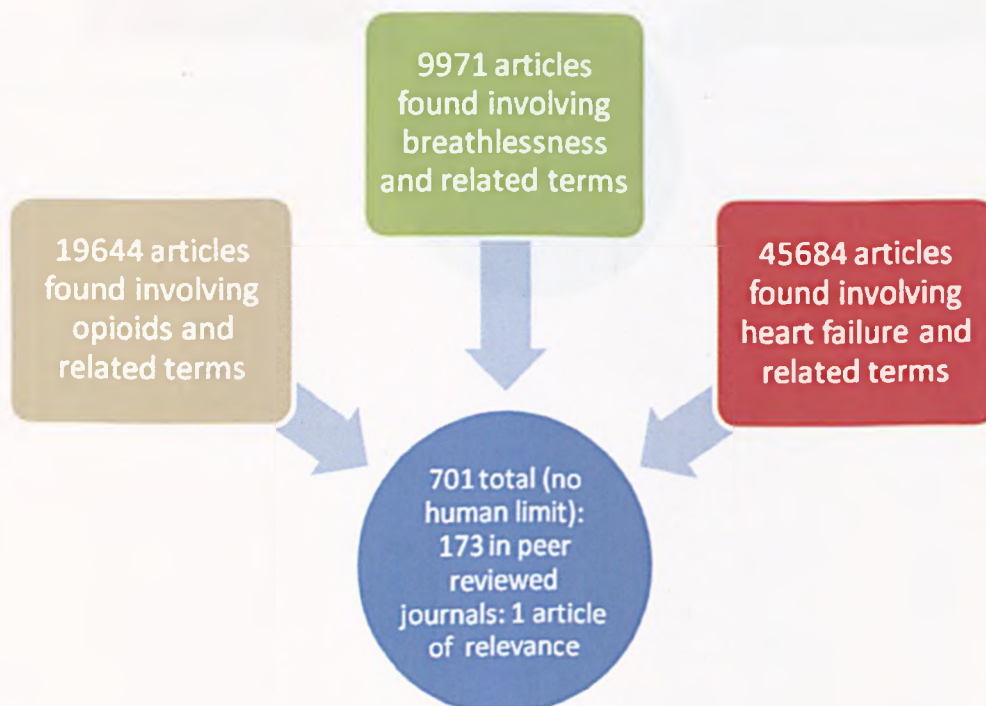 9971 articles
found involving
breathlessness
and related terms
19644 articles
found involving
opioids and
related terms
45684 articles
found involving
heart failure and
related terms
701 total (no
human limit):
173 in peer
reviewed
journals: 1 article
of relevance